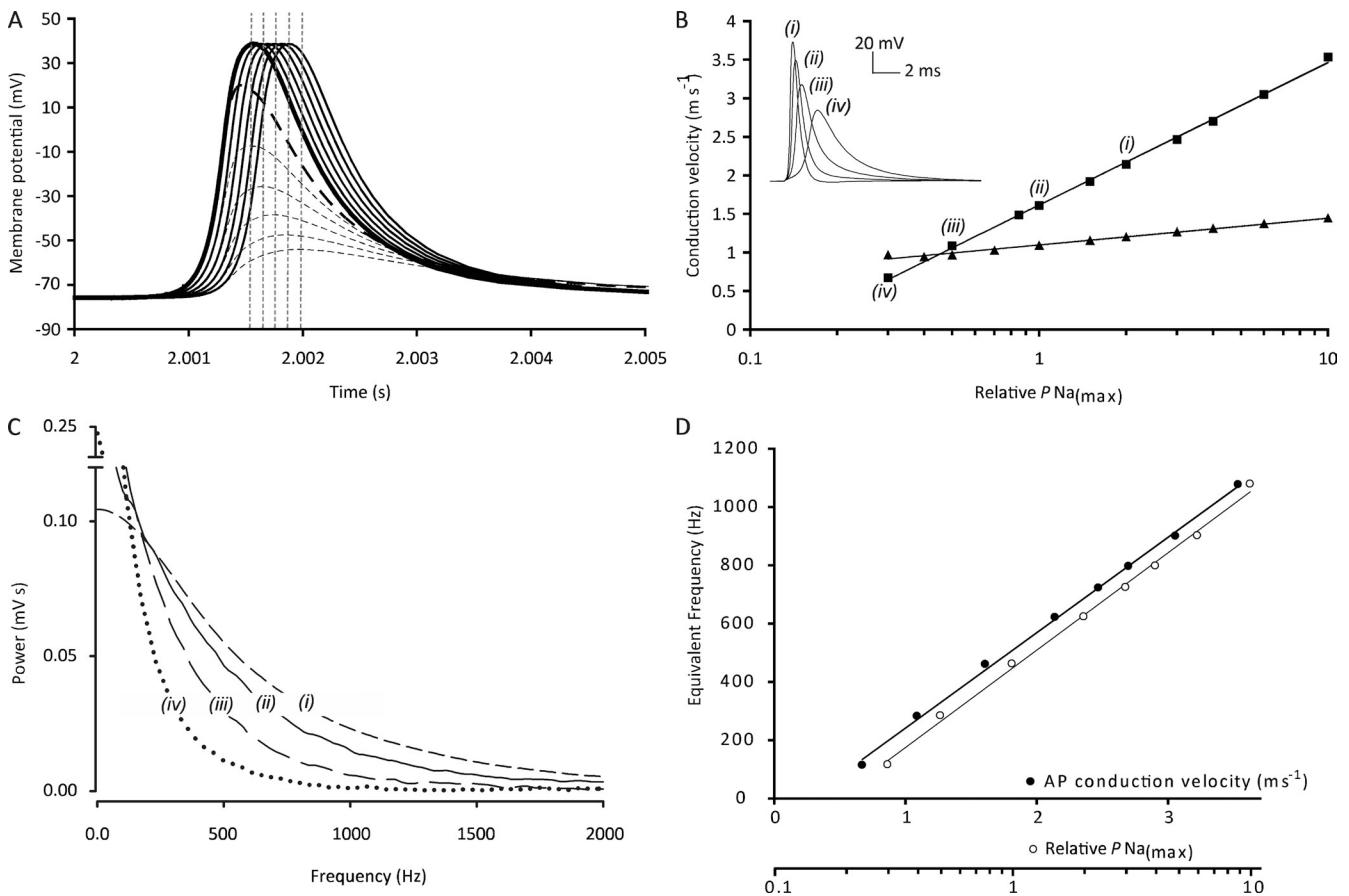 A
50
30
10
-10
-30
-50
-70
-90
Membrane potential (mV)
2
2.001
2.002
2.003
2.004
2.005
Time (s)
B
4
3.5
3
2.5
2
1.5
1
0.5
0
Conduction velocity (m s-1)
(i)
(ii)
(iii)
(iv)
20 mV
2 ms
(i)
(ii)
(iii)
(iv)
0.1
1
10
Relative P Na(max)
C
0.25
0.10
0.05
0.00
Power (mV s)
(iv)
(iii)
(ii)
(i)
0.0
500
1000
1500
2000
Frequency (Hz)
D
1200
1000
800
600
400
200
0
Equivalent Frequency (Hz)
AP conduction velocity (ms-1)
1
2
3
Relative P Na(max)
0.1
1
10